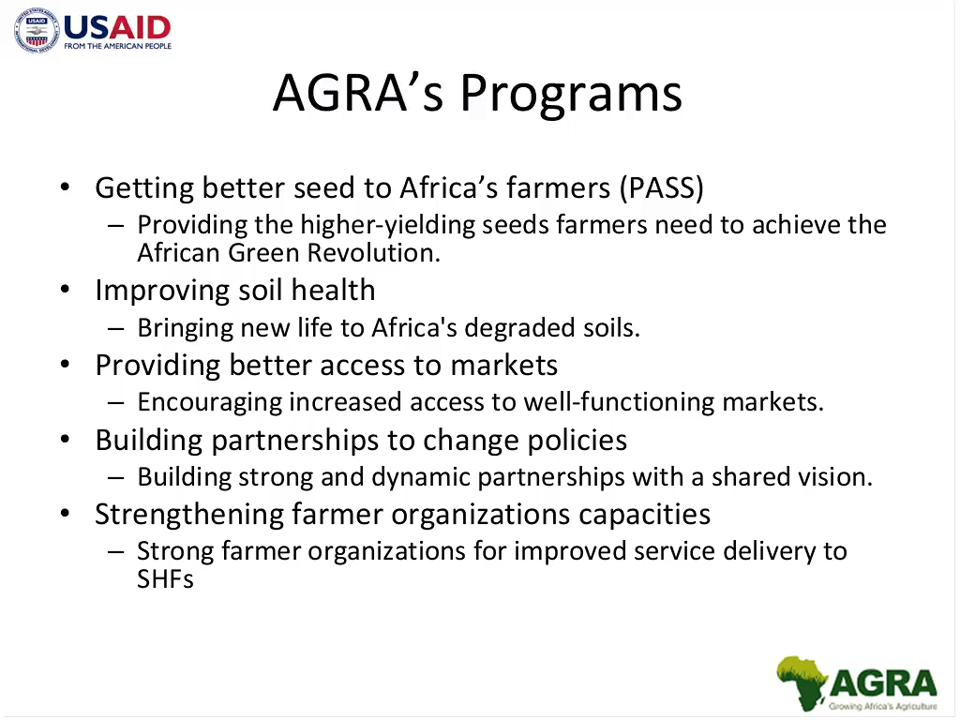 USAID
FROM THE AMERICAN PEOPLE
AGRA’s Programs
• Getting better seed to Africa’s farmers (PASS)
– Providing the higher-yielding seeds farmers need to achieve the
African Green Revolution.
• Improving soil health
– Bringing new life to Africa's degraded soils.
• Providing better access to markets
– Encouraging increased access to well-functioning markets.
• Building partnerships to change policies
– Building strong and dynamic partnerships with a shared vision.
• Strengthening farmer organizations capacities
– Strong farmer organizations for improved service delivery to
SHFs
AGRA
Growing Africa's Agriculture